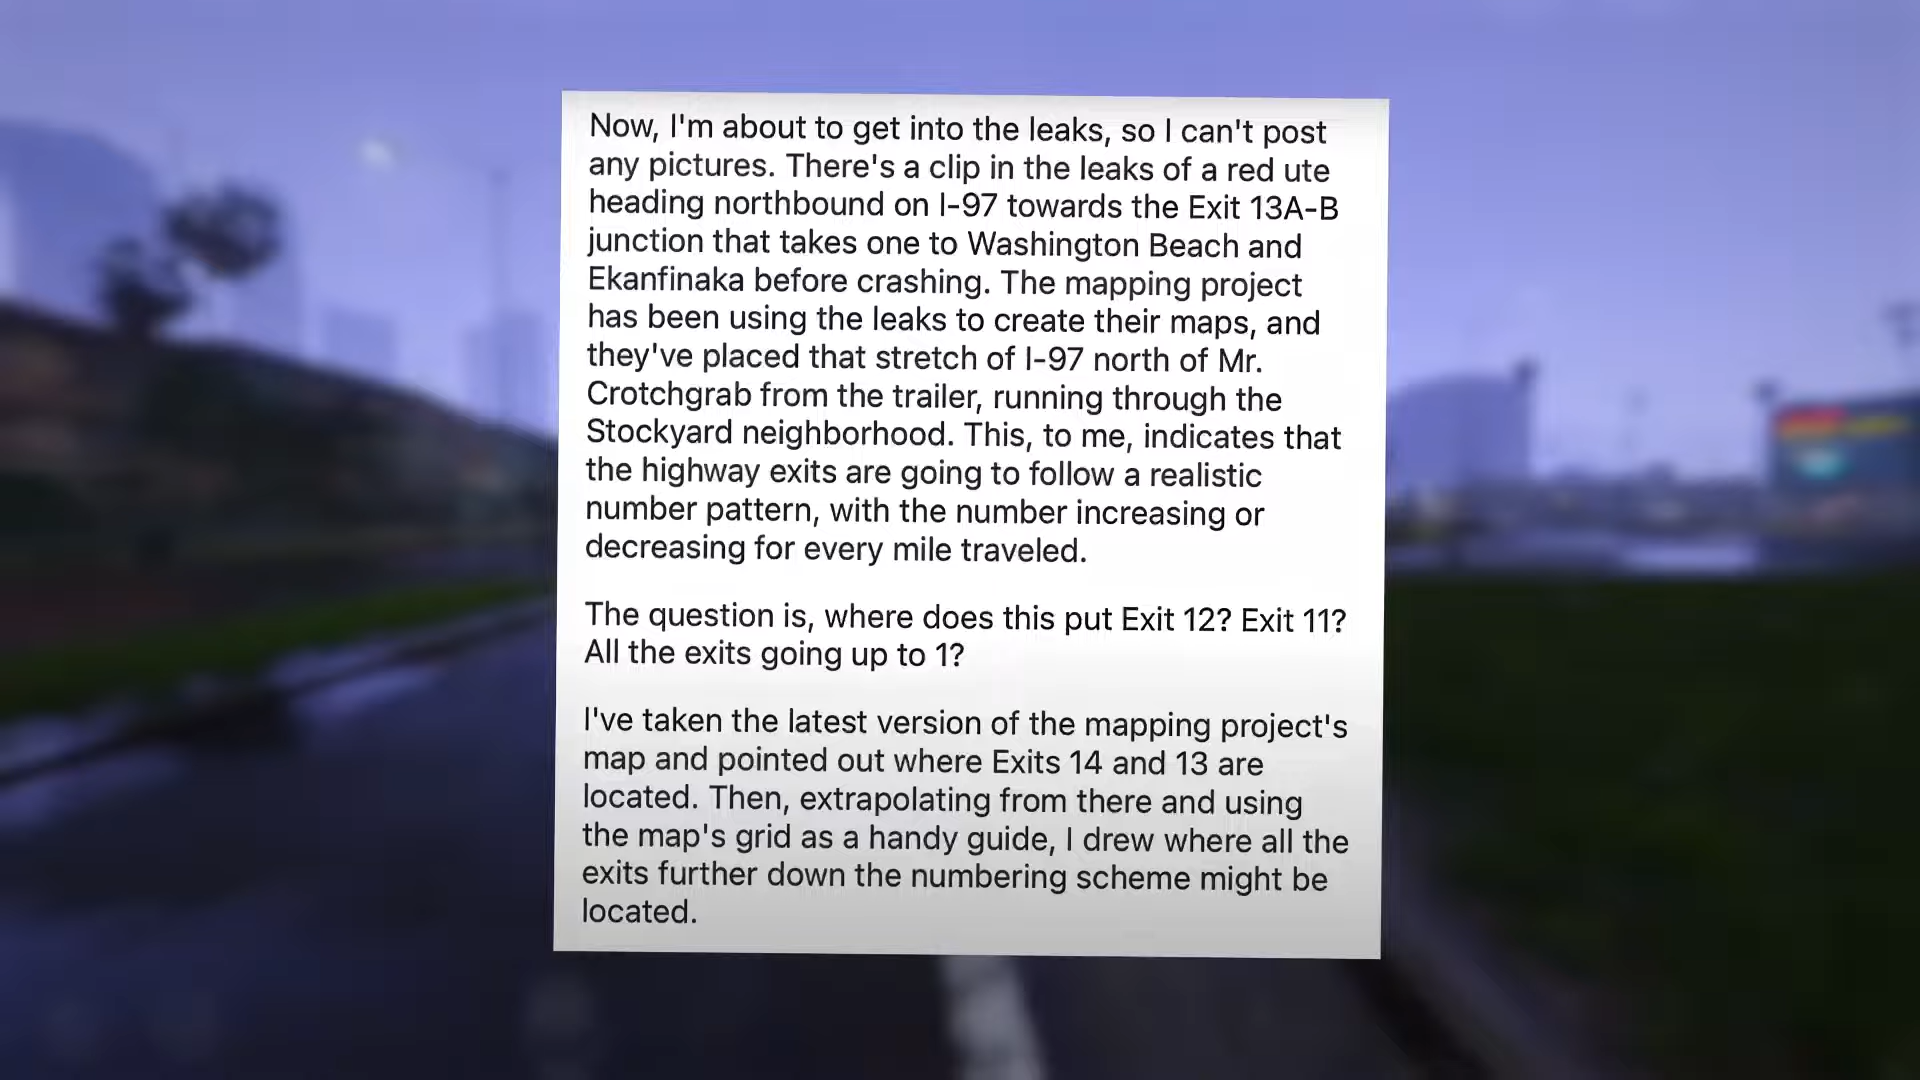 Now, I'm about to get into the leaks, so I can't post
any pictures. There's a clip in the leaks of a red ute
heading northbound on I-97 towards the Exit 13A-B
junction that takes one to Washington Beach and
Ekanfinaka before crashing. The mapping project
has been using the leaks to create their maps, and
they've placed that stretch of I-97 north of Mr.
Crotchgrab from the trailer, running through the
Stockyard neighborhood. This, to me, indicates that
the highway exits are going to follow a realistic
number pattern, with the number increasing or
decreasing for every mile traveled.
The question is, where does this put Exit 12? Exit 11?
All the exits going up to 1?
I've taken the latest version of the mapping project's
map and pointed out where Exits 14 and 13 are
located. Then, extrapolating from there and using
the map's grid as a handy guide, I drew where all the
exits further down the numbering scheme might be
located.